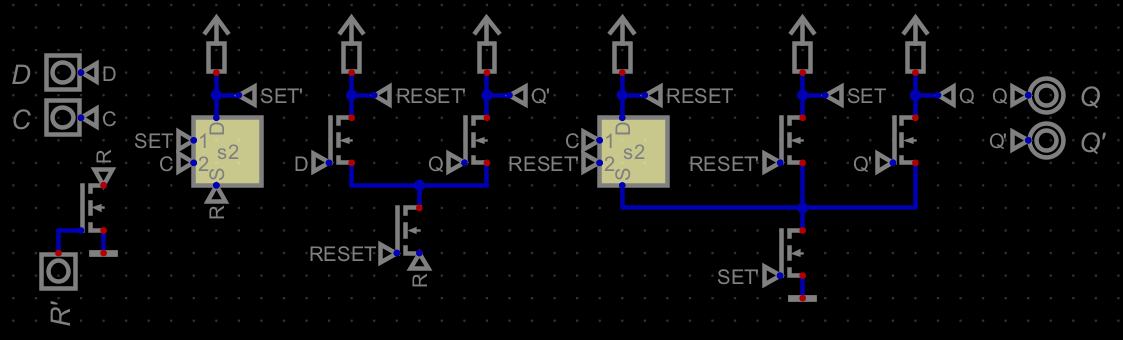 D
D
SET'
RESET'
Q'
RESET
SET
Q
Q
Q
C
C
D
D
Q'
Q'
SET
1
s2
C
1
s2
C
2
D
Q
RESET'
2
RESET'
Q'
R
S
S
R
RESET
R
SET'
R'